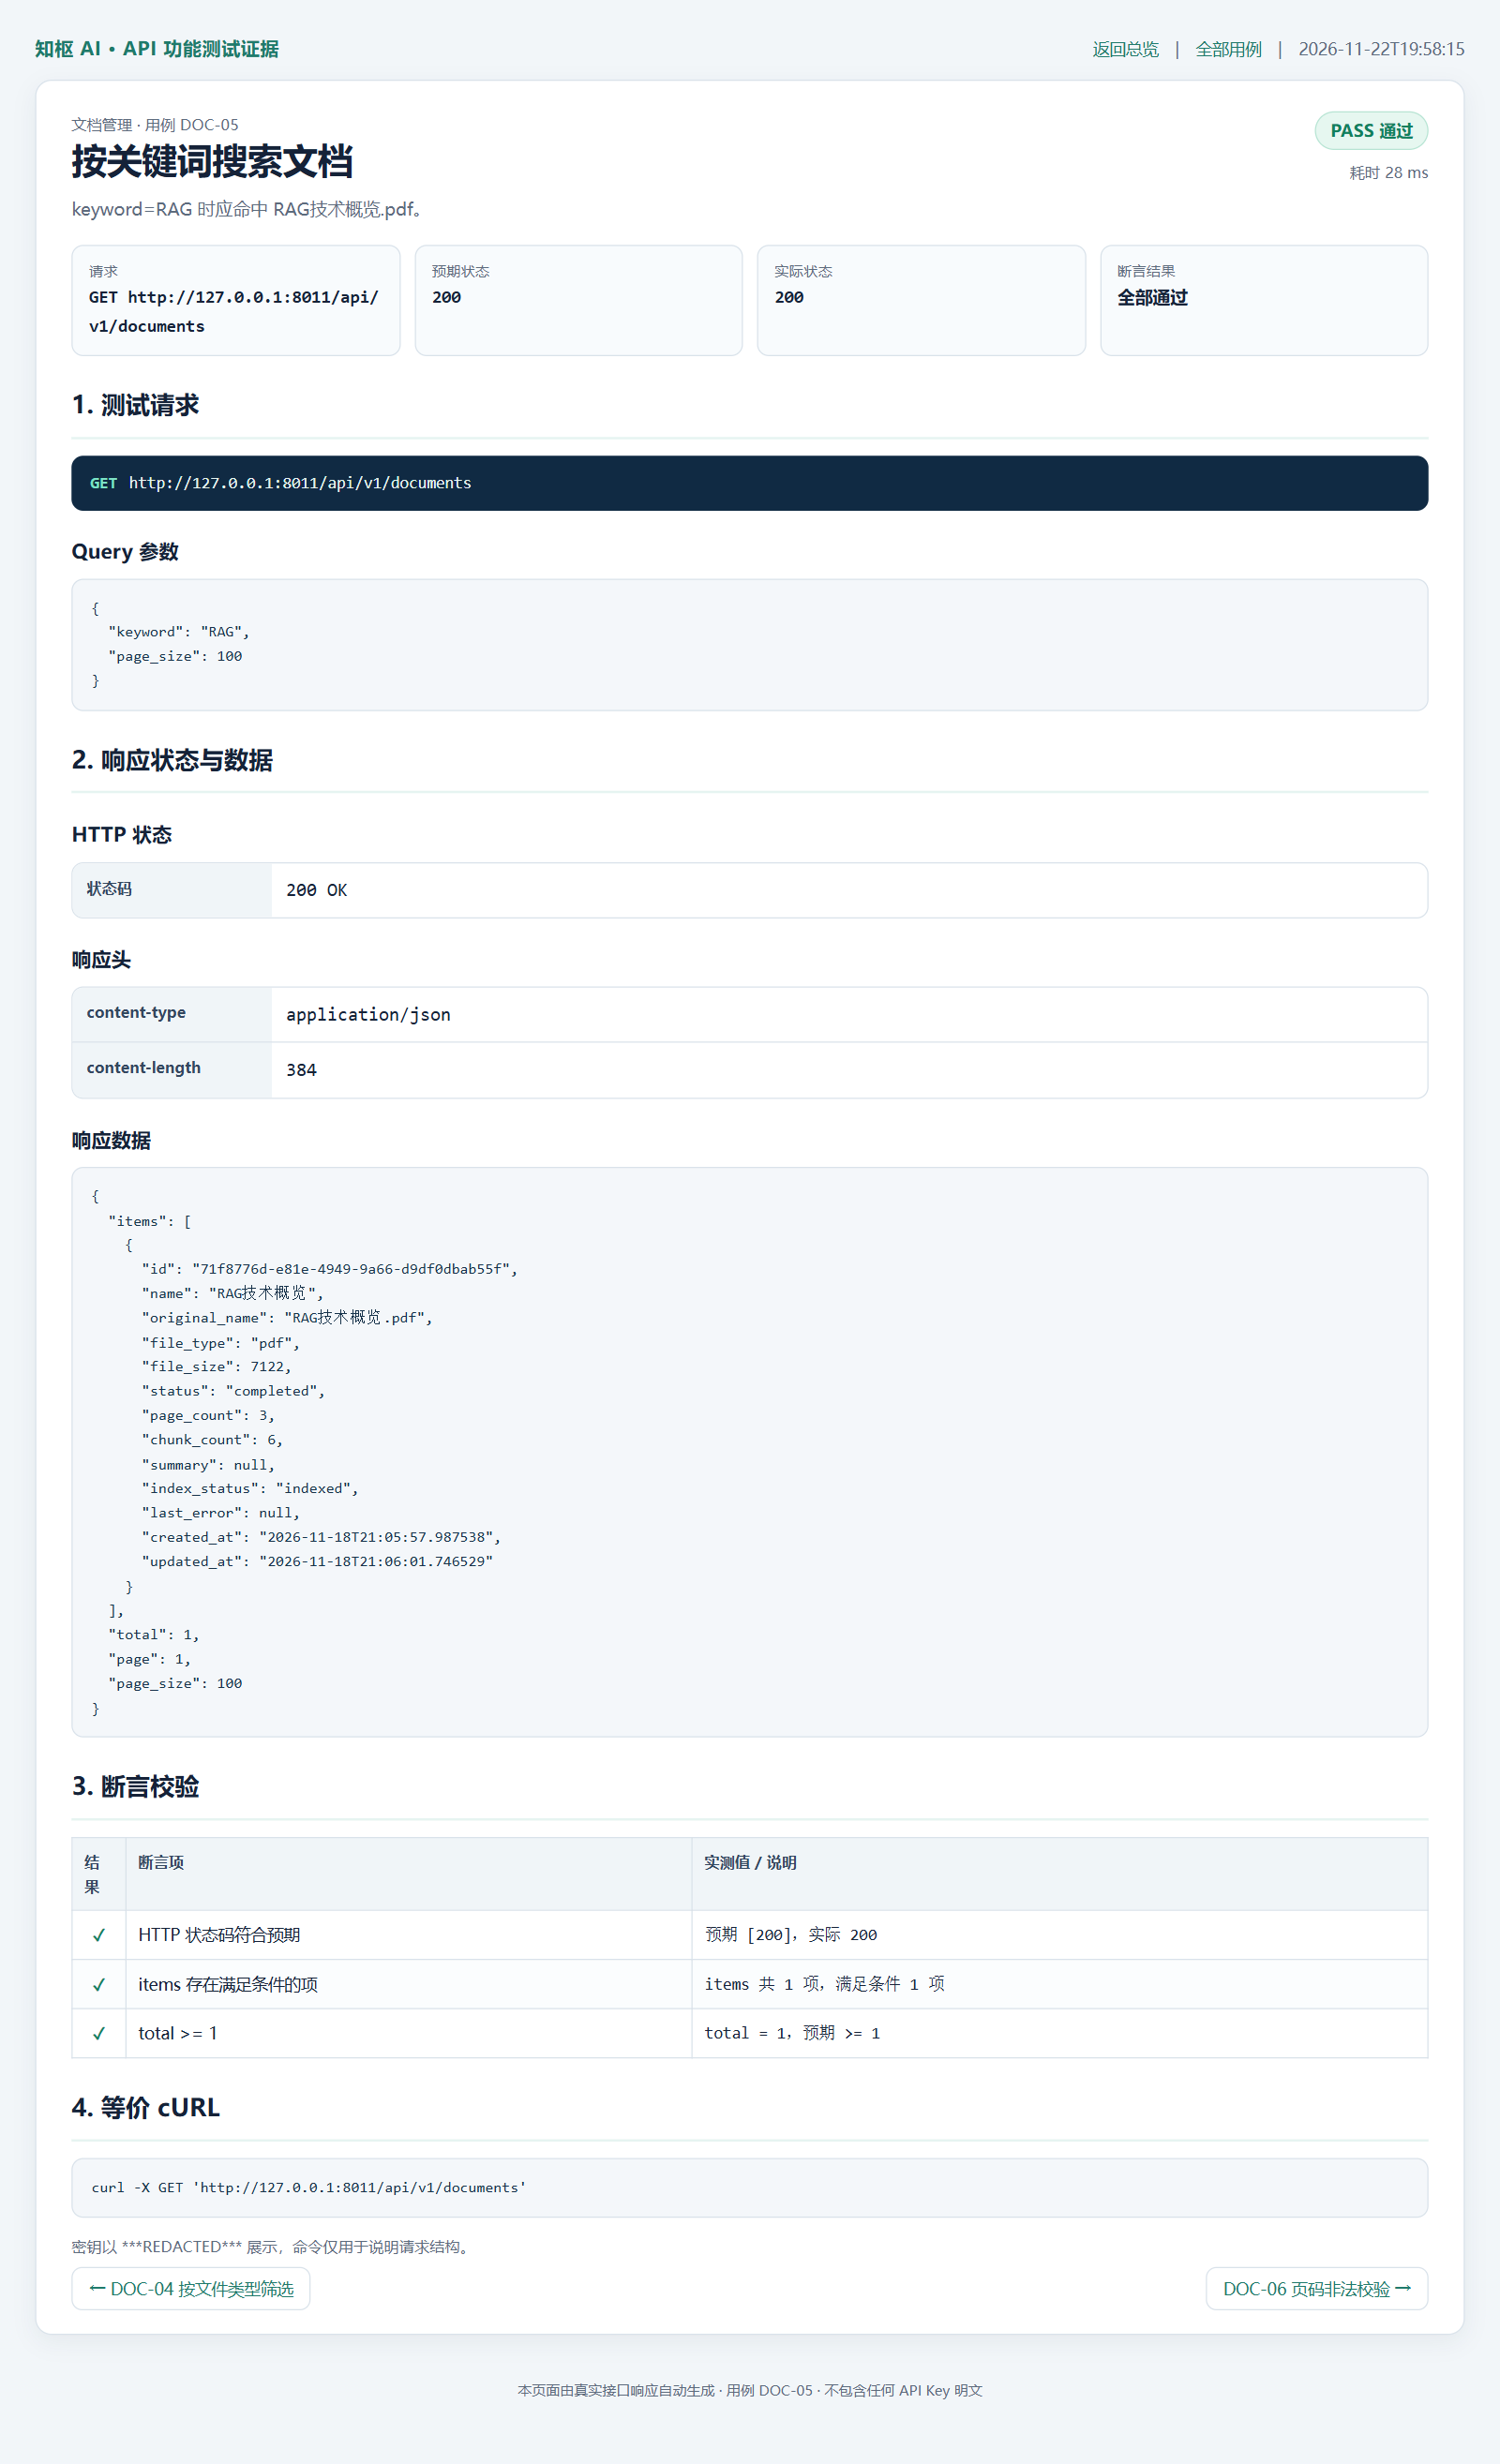 知枢 AI · API 功能测试证据
返回总览 | 全部用例 | 2026-11-22T19:58:15
文档管理 · 用例 DOC-05
PASS 通过
按关键词搜索文档
耗时 28 ms
keyword=RAG 时应命中 RAG技术概览.pdf。
请求
GET http://127.0.0.1:8011/api/
v1/documents
预期状态
200
实际状态
200
断言结果
全部通过
1. 测试请求
GET http://127.0.0.1:8011/api/v1/documents
Query 参数
{
  "keyword": "RAG",
  "page_size": 100
}
2. 响应状态与数据
HTTP 状态
状态码 200 OK
响应头
content-type application/json
content-length 384
响应数据
{
  "items": [
    {
      "id": "71f8776d-e81e-4949-9a66-d9df0dbab55f",
      "name": "RAG技术概览",
      "original_name": "RAG技术概览.pdf",
      "file_type": "pdf",
      "file_size": 7122,
      "status": "completed",
      "page_count": 3,
      "chunk_count": 6,
      "summary": null,
      "index_status": "indexed",
      "last_error": null,
      "created_at": "2026-11-18T21:05:57.987538",
      "updated_at": "2026-11-18T21:06:01.746529"
    }
  ],
  "total": 1,
  "page": 1,
  "page_size": 100
}
3. 断言校验
结果 断言项 实测值 / 说明
✓ HTTP 状态码符合预期 预期 [200]，实际 200
✓ items 存在满足条件的项 items 共 1 项，满足条件 1 项
✓ total >= 1 total = 1，预期 >= 1
4. 等价 cURL
curl -X GET 'http://127.0.0.1:8011/api/v1/documents'
密钥以 ***REDACTED*** 展示，命令仅用于说明请求结构。
← DOC-04 按文件类型筛选
DOC-06 页码非法校验 →
本页面由真实接口响应自动生成 · 用例 DOC-05 · 不包含任何 API Key 明文